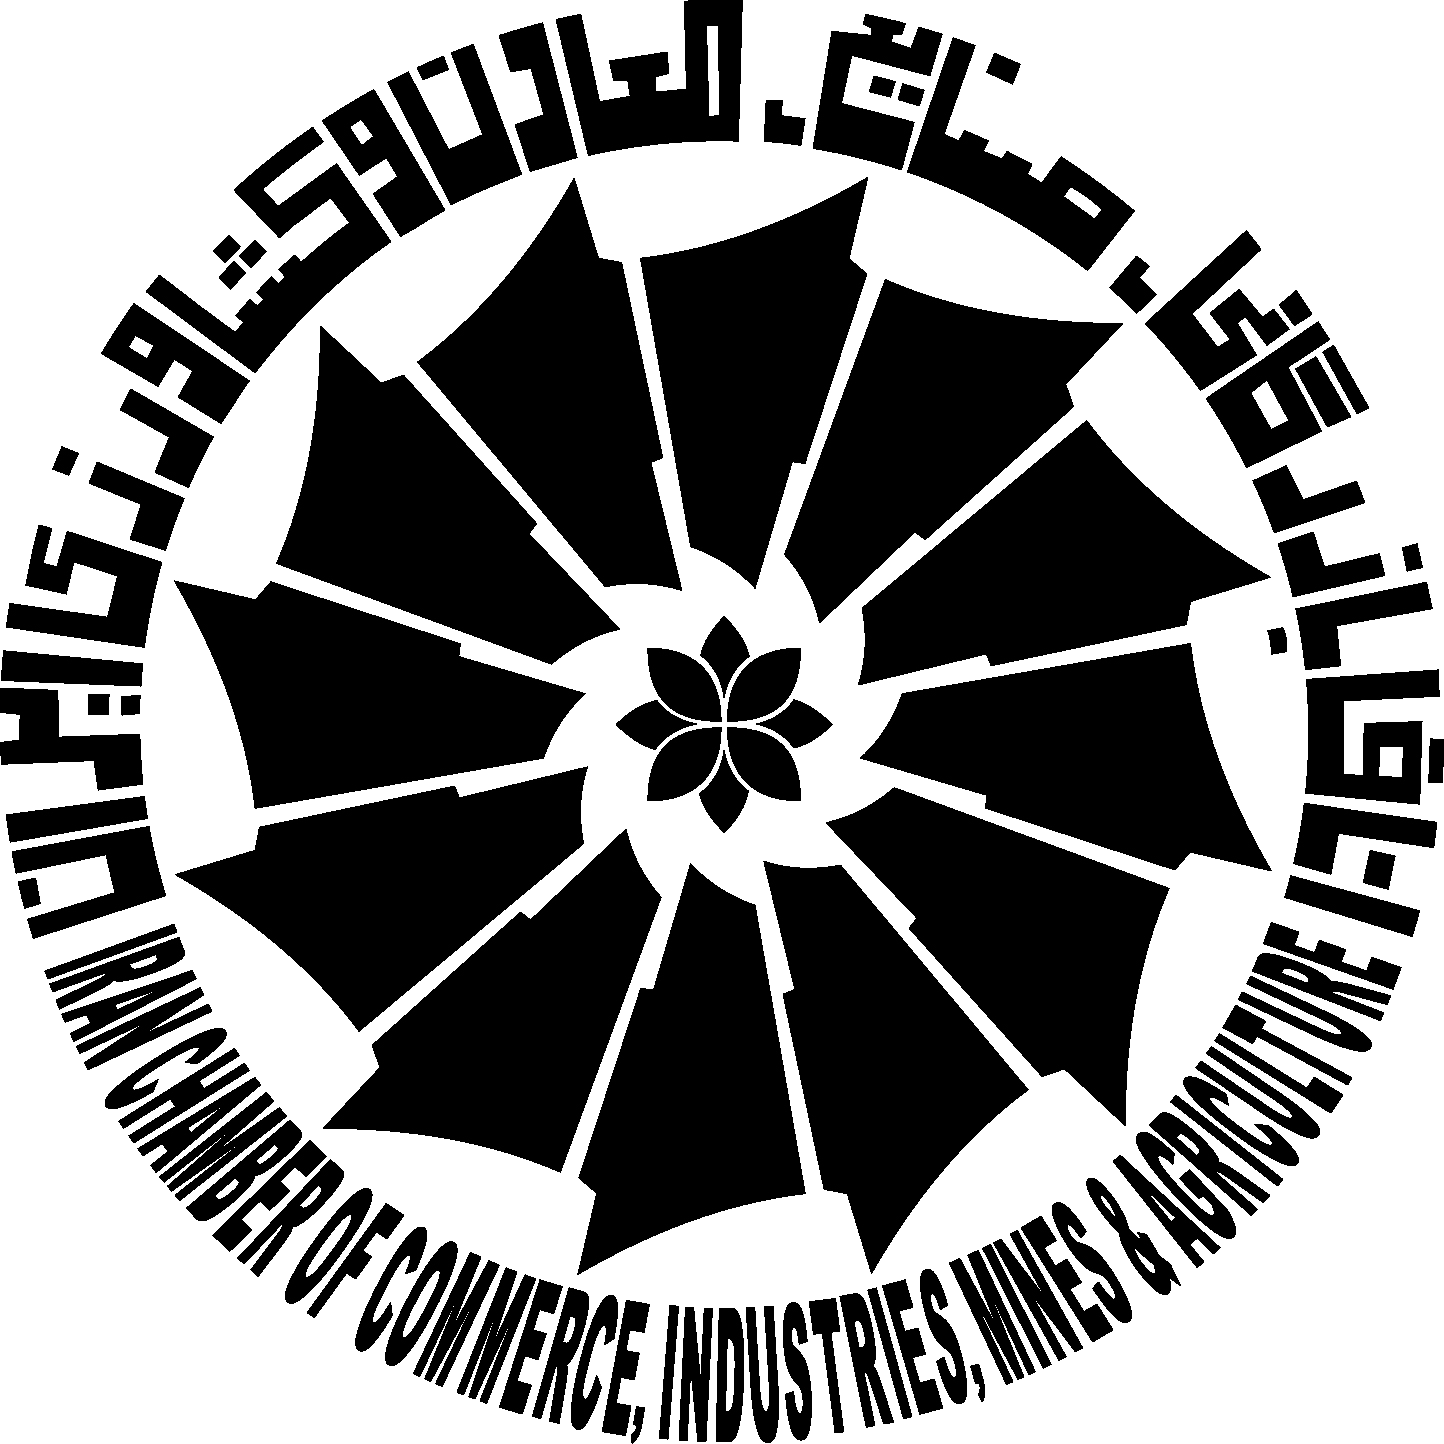 اتاق بازرگانی، صنایع، معادن و کشاورزی ایران
IRAN CHAMBER OF COMMERCE, INDUSTRIES, MINES & AGRICULTURE